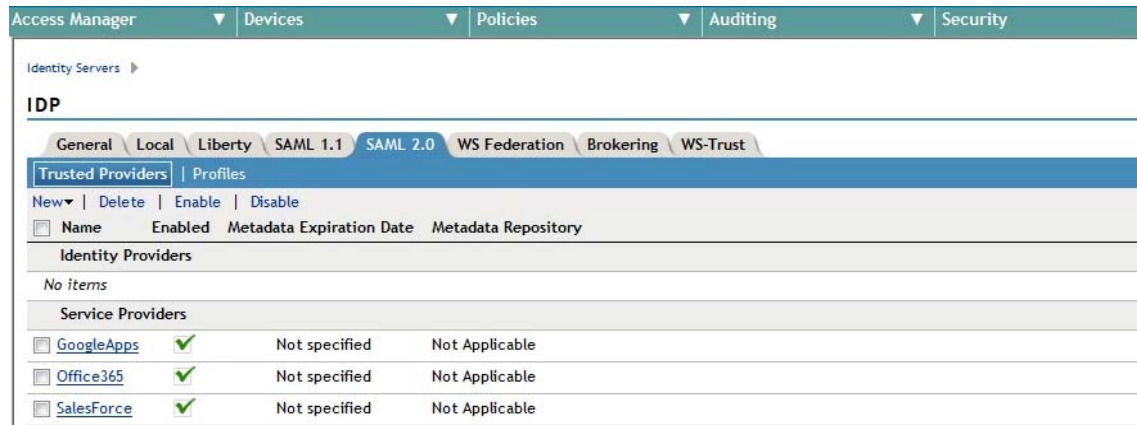 Access Manager Devices Policies Auditing Security
Identity Servers
IDP
General Local Liberty SAML 1.1 SAML 2.0 WS Federation Brokering WS-Trust
Trusted Providers | Profiles
New | Delete | Enable | Disable
Name Enabled Metadata Expiration Date Metadata Repository
Identity Providers
No items
Service Providers
GoogleApps Not specified Not Applicable
Office365 Not specified Not Applicable
SalesForce Not specified Not Applicable